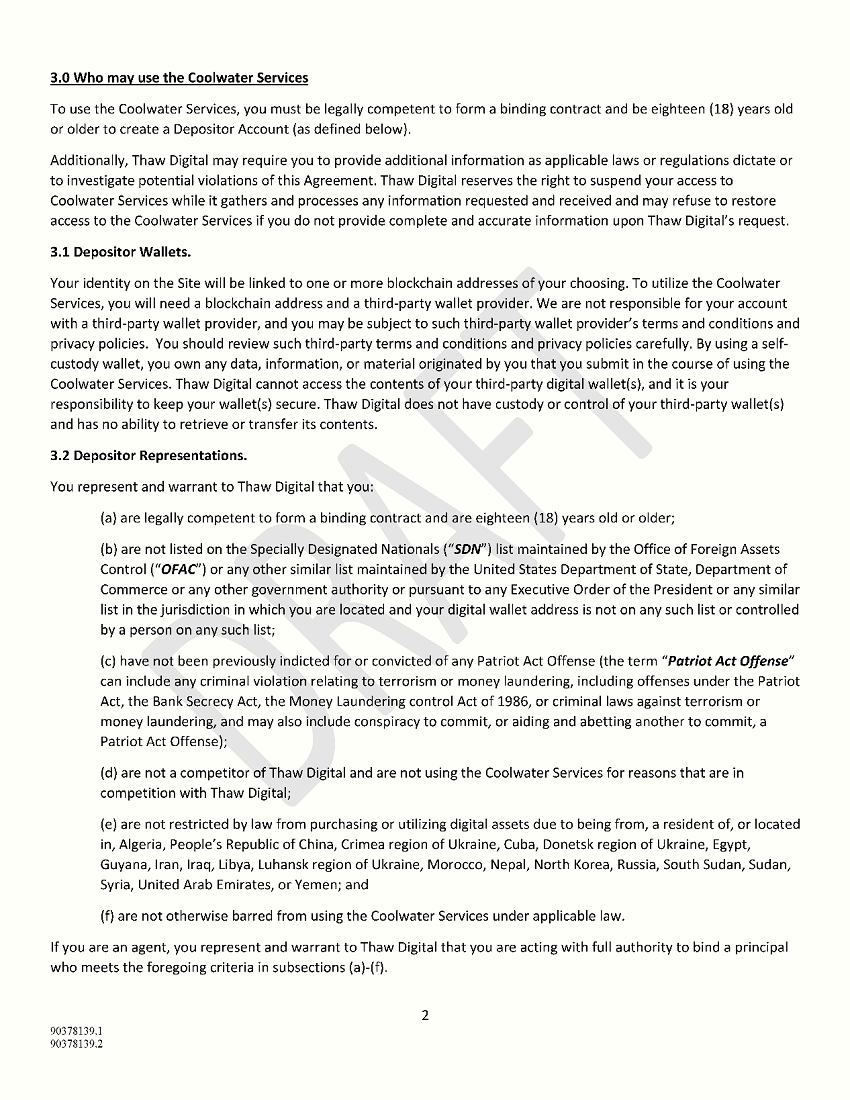 3.0 Who may use the Coolwater Services
To use the Coolwater Services, you must be legally competent to form a binding contract and be eighteen (18) years old
or older to create a Depositor Account (as defined below).
Additionally, Thaw Digital may require you to provide additional information as applicable laws or regulations dictate or
to investigate potential violations of this Agreement. Thaw Digital reserves the right to suspend your access to
Coolwater Services while it gathers and processes any information requested and received and may refuse to restore
access to the Coolwater Services if you do not provide complete and accurate information upon Thaw Digital's request.
3.1 Depositor Wallets.
Your identity on the Site will be linked to one or more blockchain addresses of your choosing. To utilize the Coolwater
Services, you will need a blockchain address and a third-party wallet provider. We are not responsible for your account
with a third-party wallet provider, and you may be subject to such third-party wallet provider's terms and conditions and
privacy policies.  You should review such third-party terms and conditions and privacy policies carefully. By using a self-
custody wallet, you own any data, information, or material originated by you that you submit in the course of using the
Coolwater Services. Thaw Digital cannot access the contents of your third-party digital wallet(s), and it is your
responsibility to keep your wallet(s) secure. Thaw Digital does not have custody or control of your third-party wallet(s)
and has no ability to retrieve or transfer its contents.
3.2 Depositor Representations.
You represent and warrant to Thaw Digital that you:
(a) are legally competent to form a binding contract and are eighteen (18) years old or older;
(b) are not listed on the Specially Designated Nationals ("SDN") list maintained by the Office of Foreign Assets
Control ("OFAC") or any other similar list maintained by the United States Department of State, Department of
Commerce or any other government authority or pursuant to any Executive Order of the President or any similar
list in the jurisdiction in which you are located and your digital wallet address is not on any such list or controlled
by a person on any such list;
(c) have not been previously indicted for or convicted of any Patriot Act Offense (the term "Patriot Act Offense"
can include any criminal violation relating to terrorism or money laundering, including offenses under the Patriot
Act, the Bank Secrecy Act, the Money Laundering control Act of 1986, or criminal laws against terrorism or
money laundering, and may also include conspiracy to commit, or aiding and abetting another to commit, a
Patriot Act Offense);
(d) are not a competitor of Thaw Digital and are not using the Coolwater Services for reasons that are in
competition with Thaw Digital;
(e) are not restricted by law from purchasing or utilizing digital assets due to being from, a resident of, or located
in, Algeria, People's Republic of China, Crimea region of Ukraine, Cuba, Donetsk region of Ukraine, Egypt,
Guyana, Iran, Iraq, Libya, Luhansk region of Ukraine, Morocco, Nepal, North Korea, Russia, South Sudan, Sudan,
Syria, United Arab Emirates, or Yemen; and
(f) are not otherwise barred from using the Coolwater Services under applicable law.
If you are an agent, you represent and warrant to Thaw Digital that you are acting with full authority to bind a principal
who meets the foregoing criteria in subsections (a)-(f).
2
90378139.1
90378139.2
DRAFT